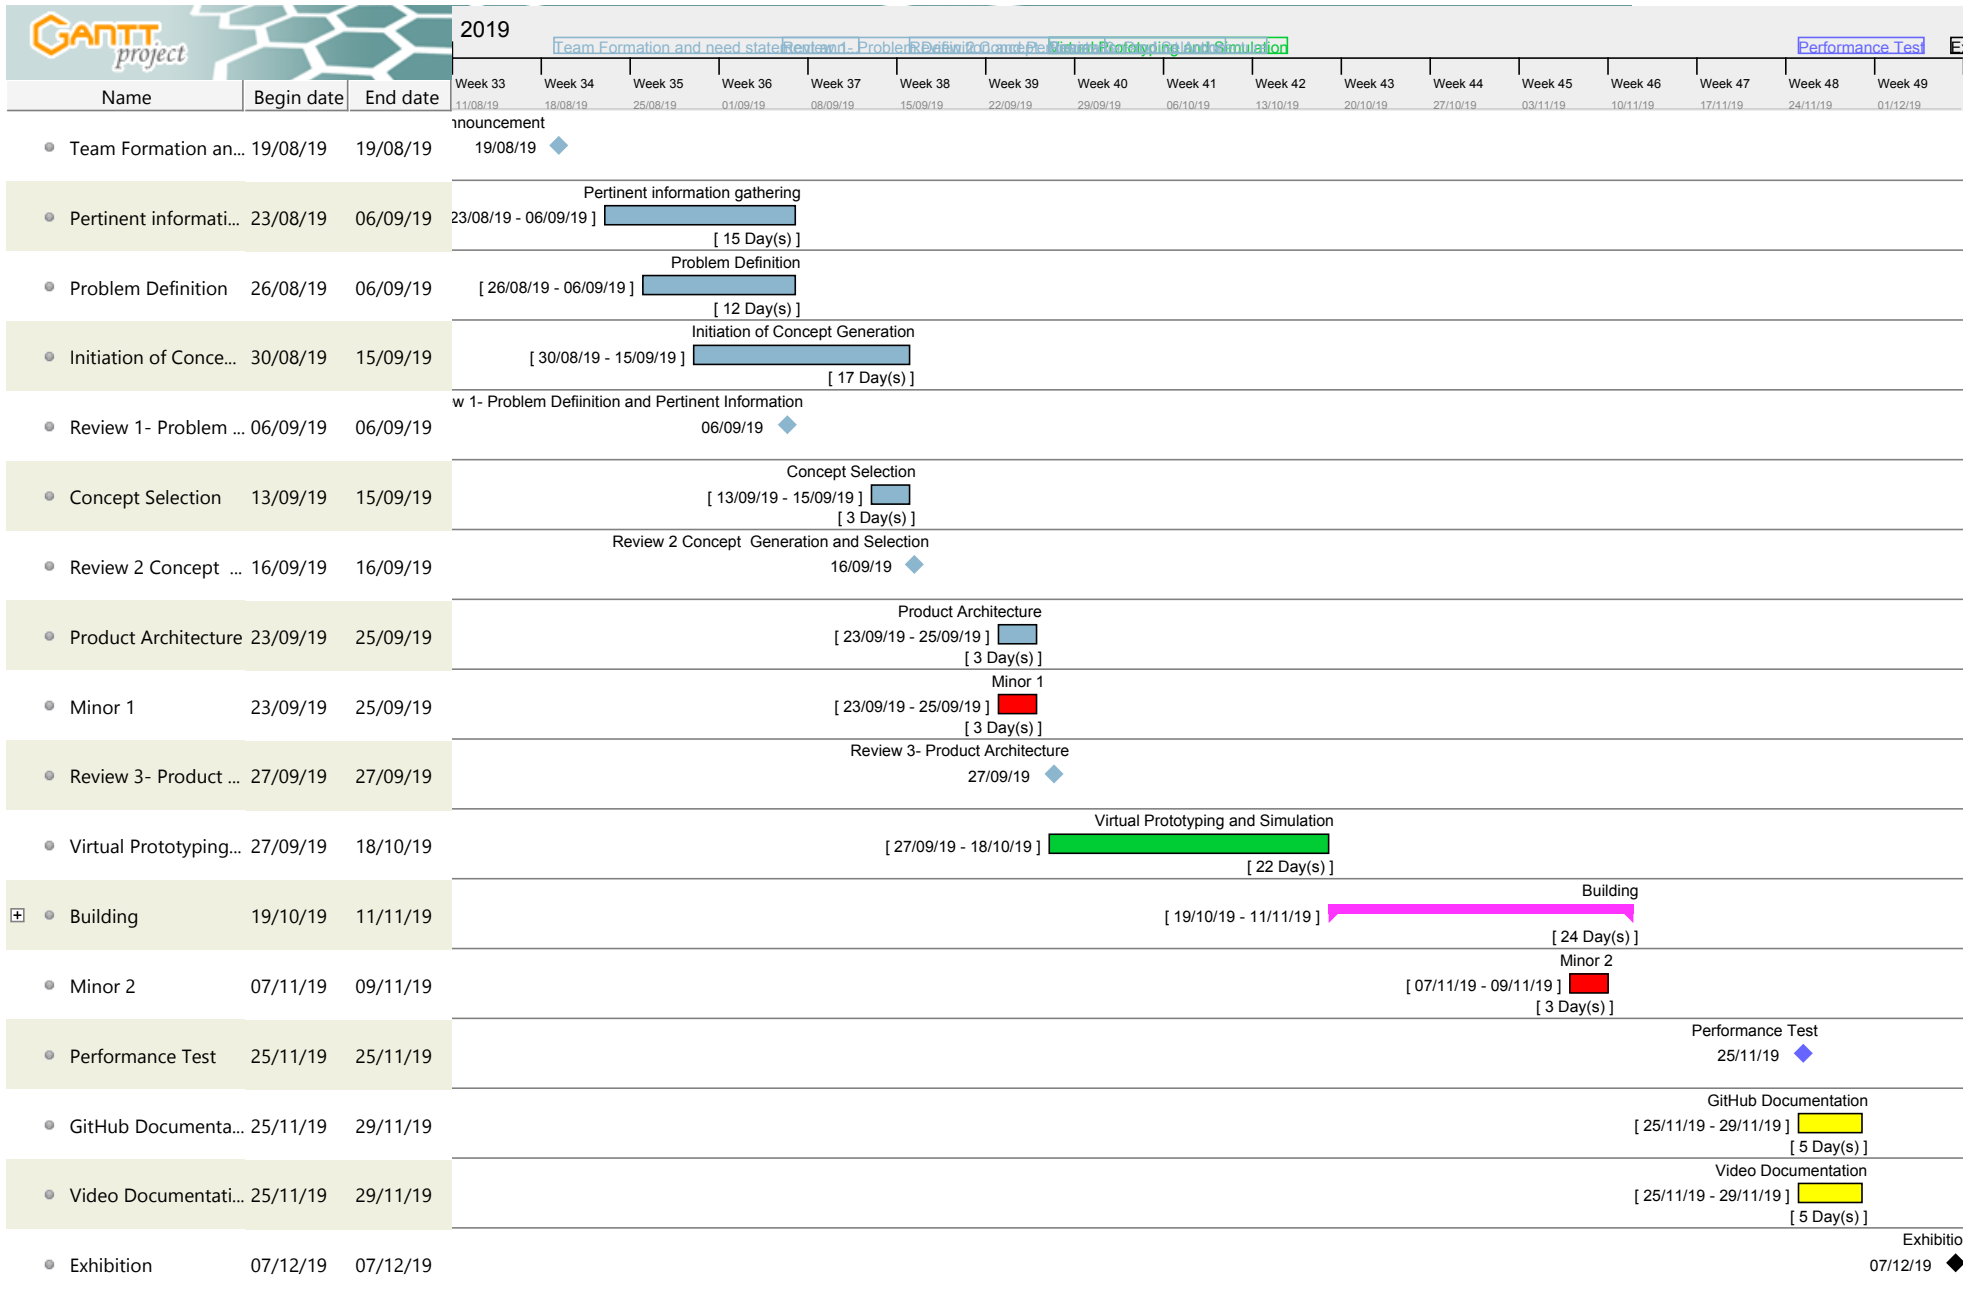 GANTT
project
2019
Team Formation and need statement
Performance Test
Week 33 Week 34 Week 35 Week 36 Week 37 Week 38 Week 39 Week 40 Week 41 Week 42 Week 43 Week 44 Week 45 Week 46 Week 47 Week 48 Week 49
Name Begin date End date
11/08/19 18/08/19 25/08/19 01/09/19 08/09/19 15/09/19 22/09/19 29/09/19 06/10/19 13/10/19 20/10/19 27/10/19 03/11/19 10/11/19 17/11/19 24/11/19 01/12/19
nnouncement
Team Formation an... 19/08/19 19/08/19 19/08/19
Pertinent information gathering
Pertinent informati... 23/08/19 06/09/19 23/08/19 - 06/09/19 ]
[ 15 Day(s) ]
Problem Definition
Problem Definition 26/08/19 06/09/19 [ 26/08/19 - 06/09/19 ]
[ 12 Day(s) ]
Initiation of Concept Generation
Initiation of Conce... 30/08/19 15/09/19 [ 30/08/19 - 15/09/19 ]
[ 17 Day(s) ]
w 1- Problem Defiinition and Pertinent Information
Review 1- Problem ... 06/09/19 06/09/19 06/09/19
Concept Selection
Concept Selection 13/09/19 15/09/19 [ 13/09/19 - 15/09/19 ]
[ 3 Day(s) ]
Review 2 Concept  Generation and Selection
Review 2 Concept  ... 16/09/19 16/09/19 16/09/19
Product Architecture
Product Architecture 23/09/19 25/09/19 [ 23/09/19 - 25/09/19 ]
[ 3 Day(s) ]
Minor 1
Minor 1 23/09/19 25/09/19 [ 23/09/19 - 25/09/19 ]
[ 3 Day(s) ]
Review 3- Product Architecture
Review 3- Product ... 27/09/19 27/09/19 27/09/19
Virtual Prototyping and Simulation
Virtual Prototyping... 27/09/19 18/10/19 [ 27/09/19 - 18/10/19 ]
[ 22 Day(s) ]
Building
Building 19/10/19 11/11/19 [ 19/10/19 - 11/11/19 ]
[ 24 Day(s) ]
Minor 2
Minor 2 07/11/19 09/11/19 [ 07/11/19 - 09/11/19 ]
[ 3 Day(s) ]
Performance Test
Performance Test 25/11/19 25/11/19 25/11/19
GitHub Documentation
GitHub Documenta... 25/11/19 29/11/19 [ 25/11/19 - 29/11/19 ]
[ 5 Day(s) ]
Video Documentation
Video Documentati... 25/11/19 29/11/19 [ 25/11/19 - 29/11/19 ]
[ 5 Day(s) ]
Exhibitio
Exhibition 07/12/19 07/12/19 07/12/19